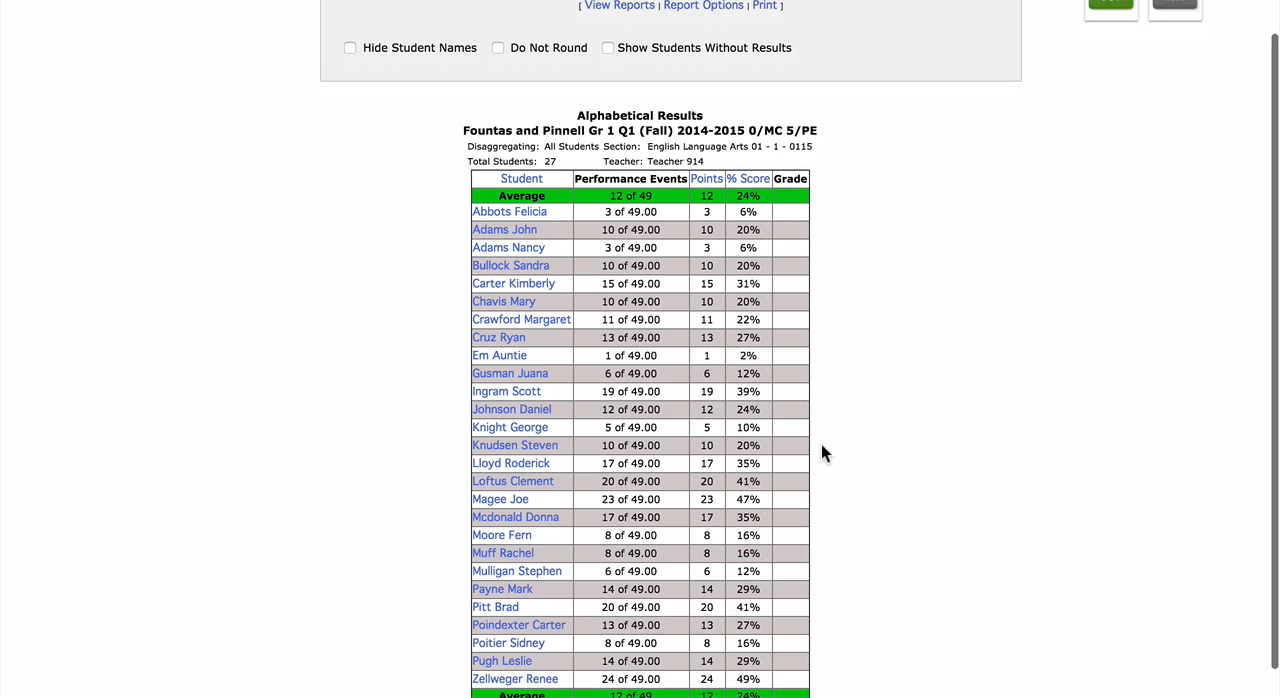 [ View Reports | Report Options | Print ]
Hide Student Names Do Not Round Show Students Without Results
Alphabetical Results
Fountas and Pinnell Gr 1 Q1 (Fall) 2014-2015 0/MC 5/PE
Disaggregating: All Students Section: English Language Arts 01 - 1 - 0115
Total Students: 27 Teacher: Teacher 914
Student Performance Events Points % Score Grade
Average 12 of 49 12 24%
Abbots Felicia 3 of 49.00 3 6%
Adams John 10 of 49.00 10 20%
Adams Nancy 3 of 49.00 3 6%
Bullock Sandra 10 of 49.00 10 20%
Carter Kimberly 15 of 49.00 15 31%
Chavis Mary 10 of 49.00 10 20%
Crawford Margaret 11 of 49.00 11 22%
Cruz Ryan 13 of 49.00 13 27%
Em Auntie 1 of 49.00 1 2%
Gusman Juana 6 of 49.00 6 12%
Ingram Scott 19 of 49.00 19 39%
Johnson Daniel 12 of 49.00 12 24%
Knight George 5 of 49.00 5 10%
Knudsen Steven 10 of 49.00 10 20%
Lloyd Roderick 17 of 49.00 17 35%
Loftus Clement 20 of 49.00 20 41%
Magee Joe 23 of 49.00 23 47%
Mcdonald Donna 17 of 49.00 17 35%
Moore Fern 8 of 49.00 8 16%
Muff Rachel 8 of 49.00 8 16%
Mulligan Stephen 6 of 49.00 6 12%
Payne Mark 14 of 49.00 14 29%
Pitt Brad 20 of 49.00 20 41%
Poindexter Carter 13 of 49.00 13 27%
Poitier Sidney 8 of 49.00 8 16%
Pugh Leslie 14 of 49.00 14 29%
Zellweger Renee 24 of 49.00 24 49%
Average 12 of 49 12 24%